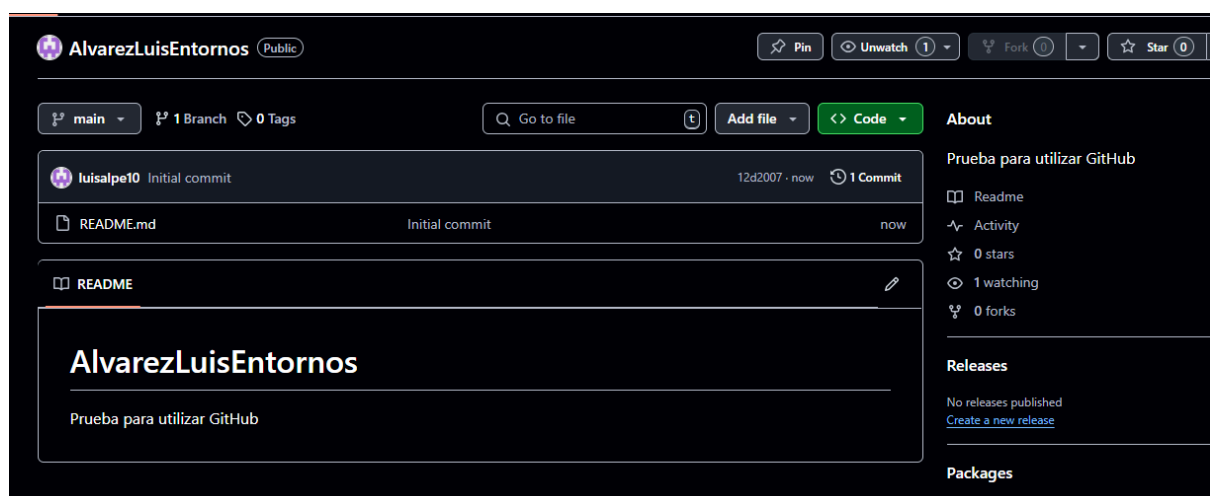 AlvarezLuisEntornos Public
Pin Unwatch 1 Fork 0 Star 0
main 1 Branch 0 Tags Go to file t Add file Code
luisalpe10 Initial commit 12d2007 · now 1 Commit
README.md Initial commit now
README
AlvarezLuisEntornos
Prueba para utilizar GitHub
About
Prueba para utilizar GitHub
Readme
Activity
0 stars
1 watching
0 forks
Releases
No releases published
Create a new release
Packages